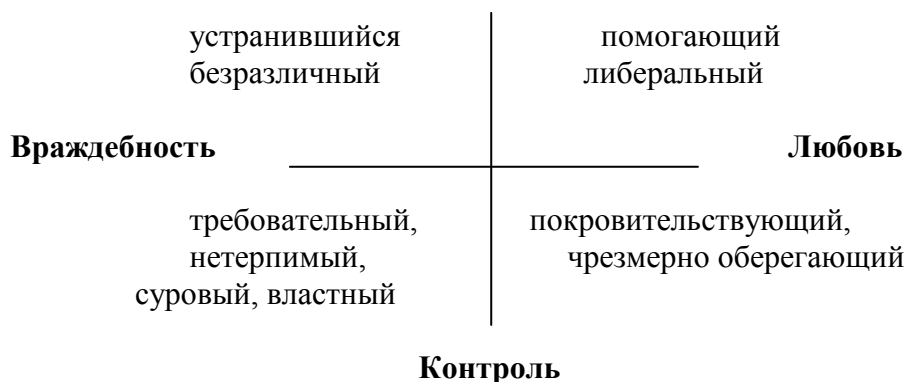 устранившийся помогающий
безразличный либеральный
Враждебность Любовь
требовательный, покровительствующий,
нетерпимый, чрезмерно оберегающий
суровый, властный
Контроль